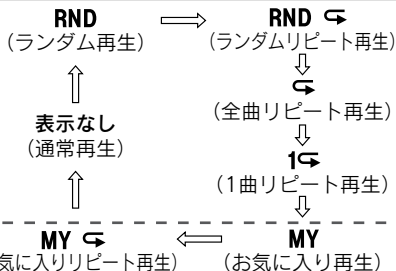 RND
RND
(ランダム再生)
(ランダムリピート再生)
表示なし
(通常再生)
(全曲リピート再生)
1
(1曲リピート再生)
MY
MY
気に入りリピート再生)
(お気に入り再生)